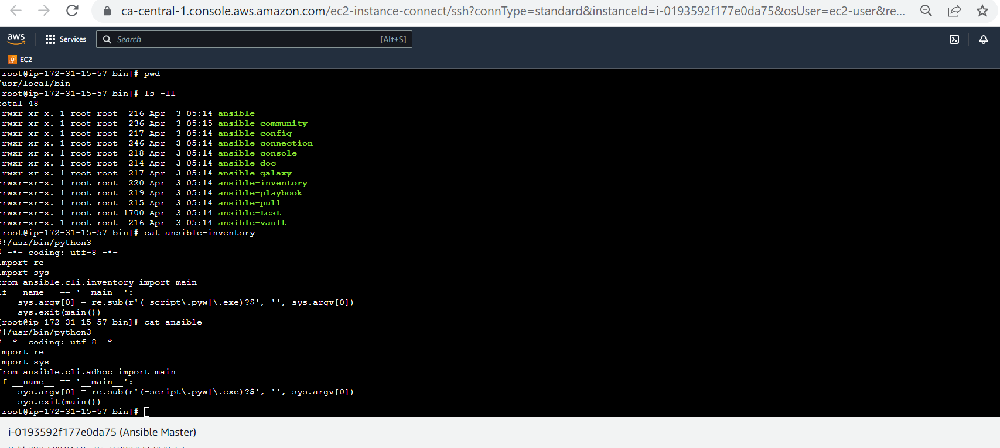 ca-central-1.console.aws.amazon.com/ec2-instance-connect/ssh?connType=standard&instanceId=i-0193592f177e0da75&osUser=ec2-user&re...
aws
Services
Search
[Alt+S]
EC2
[root@ip-172-31-15-57 bin]# pwd
/usr/local/bin
[root@ip-172-31-15-57 bin]# ls -ll
total 48
-rwxr-xr-x. 1 root root  216 Apr  3 05:14 ansible
-rwxr-xr-x. 1 root root  236 Apr  3 05:15 ansible-community
-rwxr-xr-x. 1 root root  217 Apr  3 05:14 ansible-config
-rwxr-xr-x. 1 root root  246 Apr  3 05:14 ansible-connection
-rwxr-xr-x. 1 root root  218 Apr  3 05:14 ansible-console
-rwxr-xr-x. 1 root root  214 Apr  3 05:14 ansible-doc
-rwxr-xr-x. 1 root root  217 Apr  3 05:14 ansible-galaxy
-rwxr-xr-x. 1 root root  220 Apr  3 05:14 ansible-inventory
-rwxr-xr-x. 1 root root  219 Apr  3 05:14 ansible-playbook
-rwxr-xr-x. 1 root root  215 Apr  3 05:14 ansible-pull
-rwxr-xr-x. 1 root root 1700 Apr  3 05:14 ansible-test
-rwxr-xr-x. 1 root root  216 Apr  3 05:14 ansible-vault
[root@ip-172-31-15-57 bin]# cat ansible-inventory
#!/usr/bin/python3
# -*- coding: utf-8 -*-
import re
import sys
from ansible.cli.inventory import main
if __name__ == '__main__':
    sys.argv[0] = re.sub(r'(-script\.pyw|\.exe)?$', '', sys.argv[0])
    sys.exit(main())
[root@ip-172-31-15-57 bin]# cat ansible
#!/usr/bin/python3
# -*- coding: utf-8 -*-
import re
import sys
from ansible.cli.adhoc import main
if __name__ == '__main__':
    sys.argv[0] = re.sub(r'(-script\.pyw|\.exe)?$', '', sys.argv[0])
    sys.exit(main())
[root@ip-172-31-15-57 bin]#
i-0193592f177e0da75 (Ansible Master)